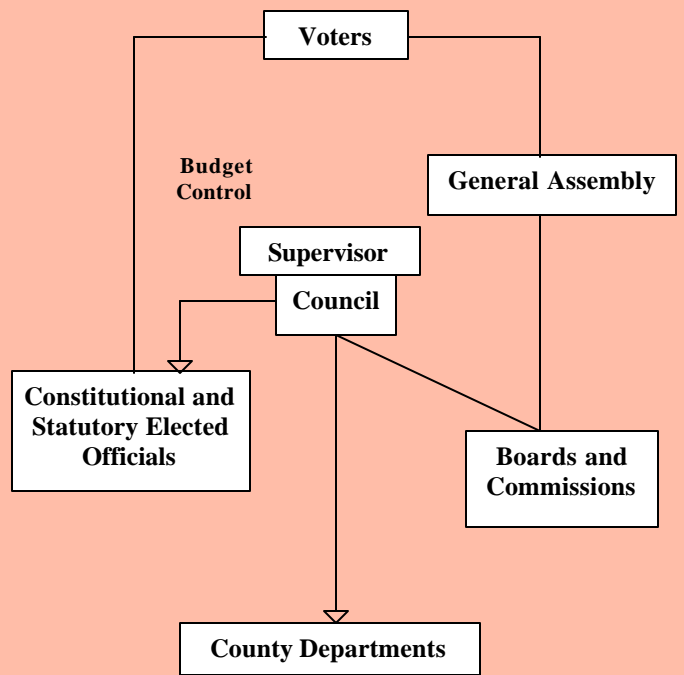 Voters
Budget
Control
General Assembly
Supervisor
Council
Constitutional and
Statutory Elected
Officials
Boards and
Commissions
County Departments